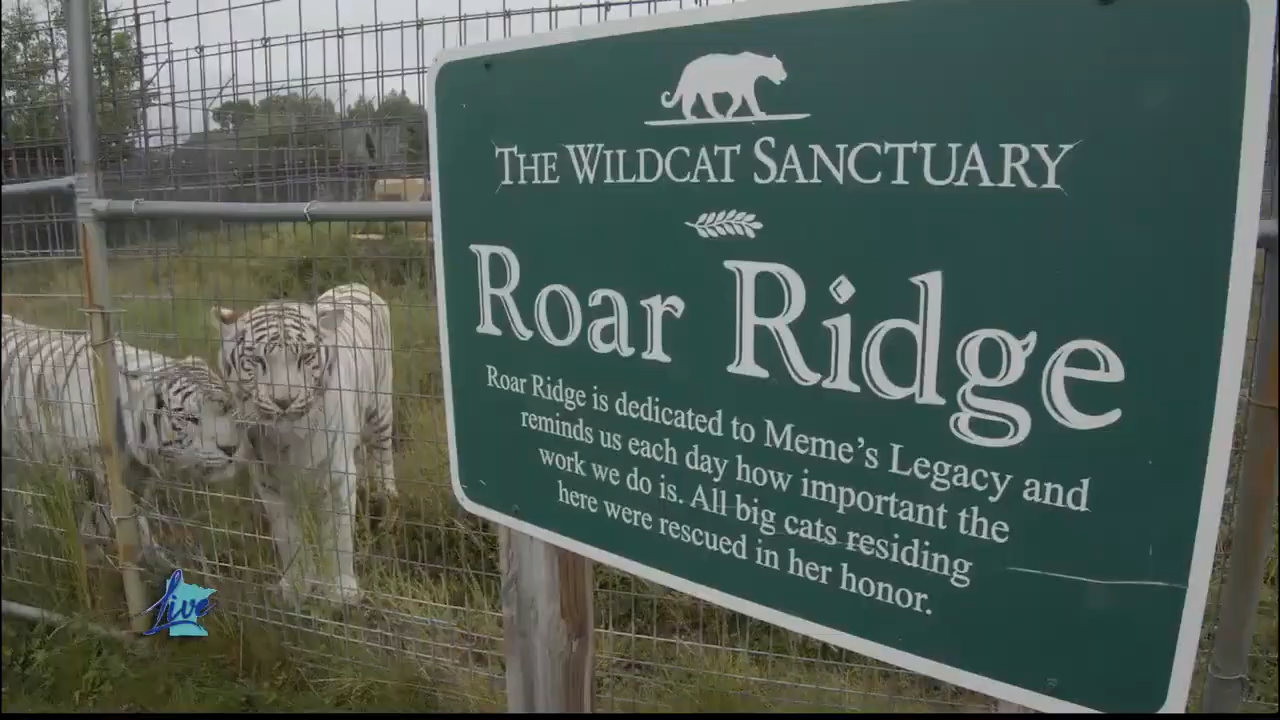 THE WILDCAT SANCTUARY
Roar Ridge
Roar Ridge is dedicated to Meme's Legacy and
reminds us each day how important the
work we do is. All big cats residing
here were rescued in her honor.
Live